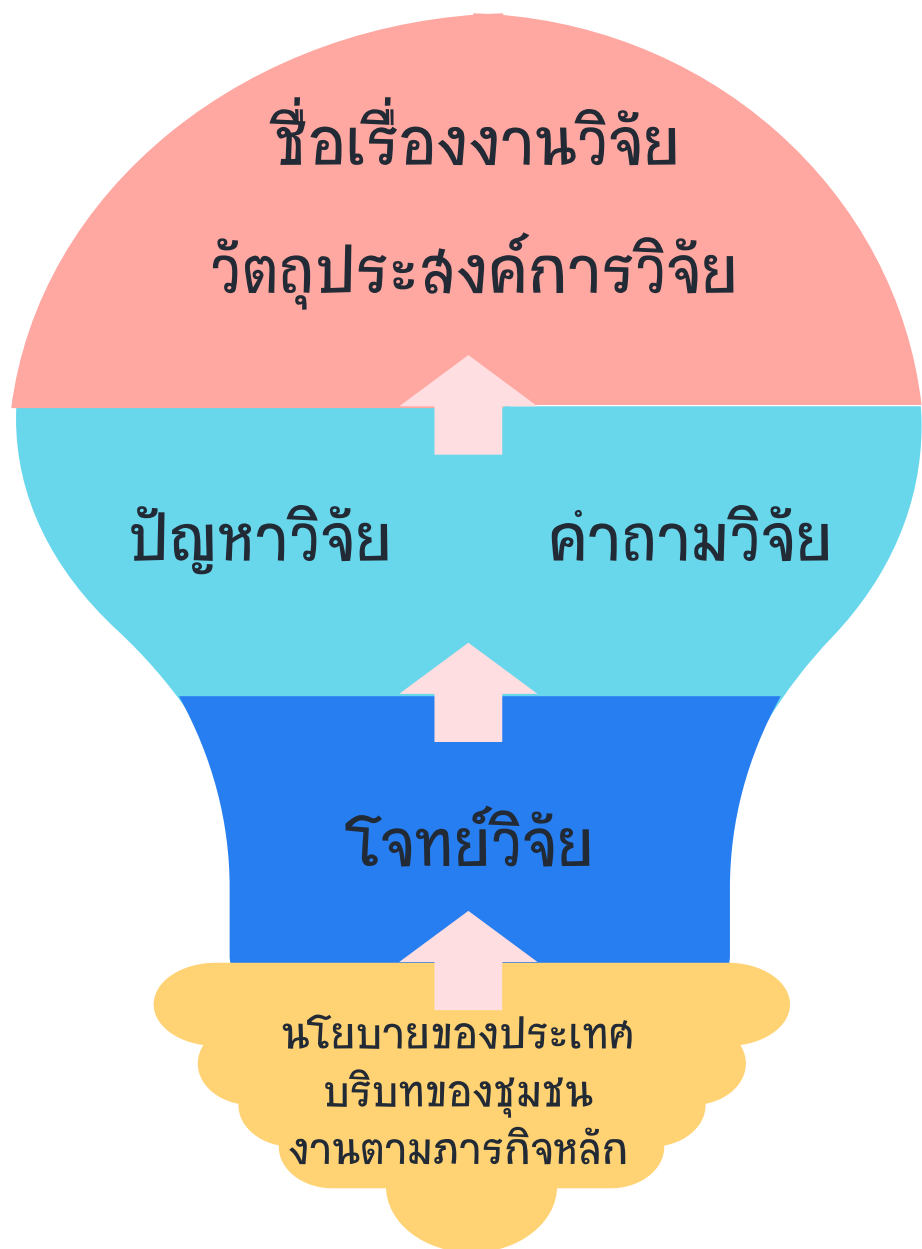 ชื่อเรื่องงานวิจัย
วัตถุประสงค์การวิจัย
ปัญหาวิจัย คำถามวิจัย
โจทย์วิจัย
นโยบายของประเทศ
บริบทของชุมชน
งานตามภารกิจหลัก